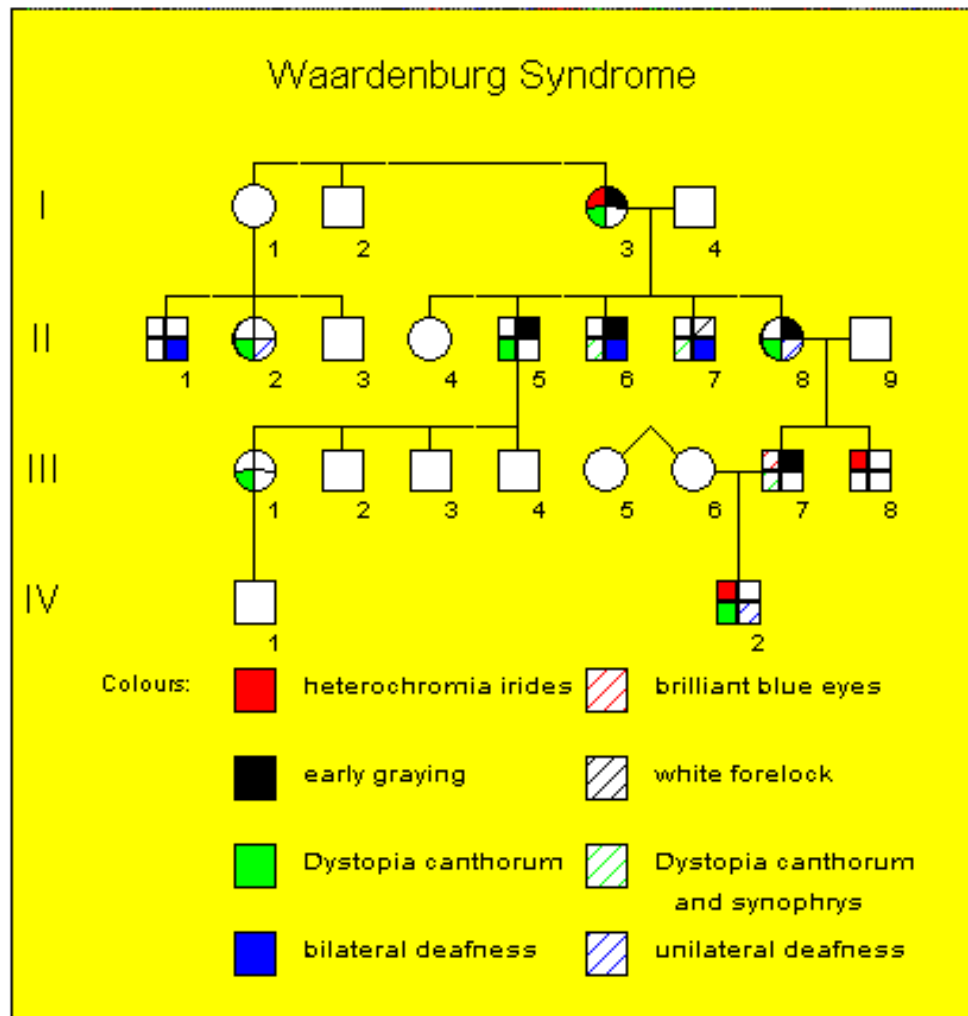 Waardenburg Syndrome
I
1 2 3 4
II
1 2 3 4 5 6 7 8 9
III
1 2 3 4 5 6 7 8
IV
1 2
Colours: heterochromia irides brilliant blue eyes
early graying white forelock
Dystopia canthorum Dystopia canthorum
and synophrys
bilateral deafness unilateral deafness